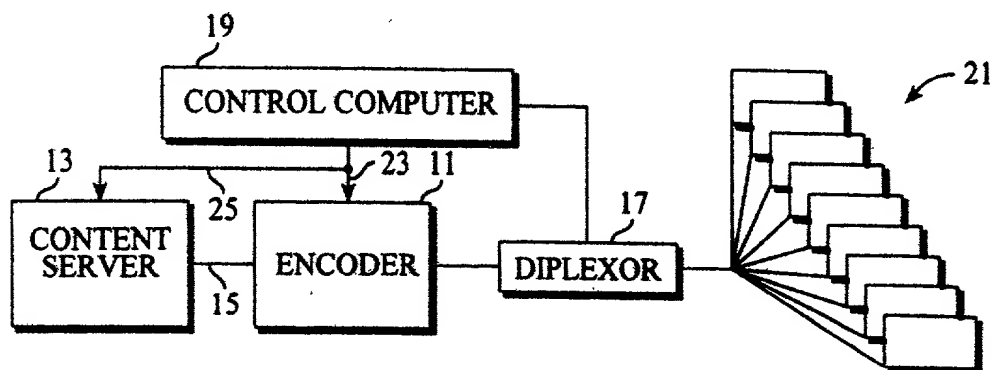 19
CONTROL COMPUTER
21
13
23
11
25
17
CONTENT
SERVER
ENCODER
DIPLEXOR
15